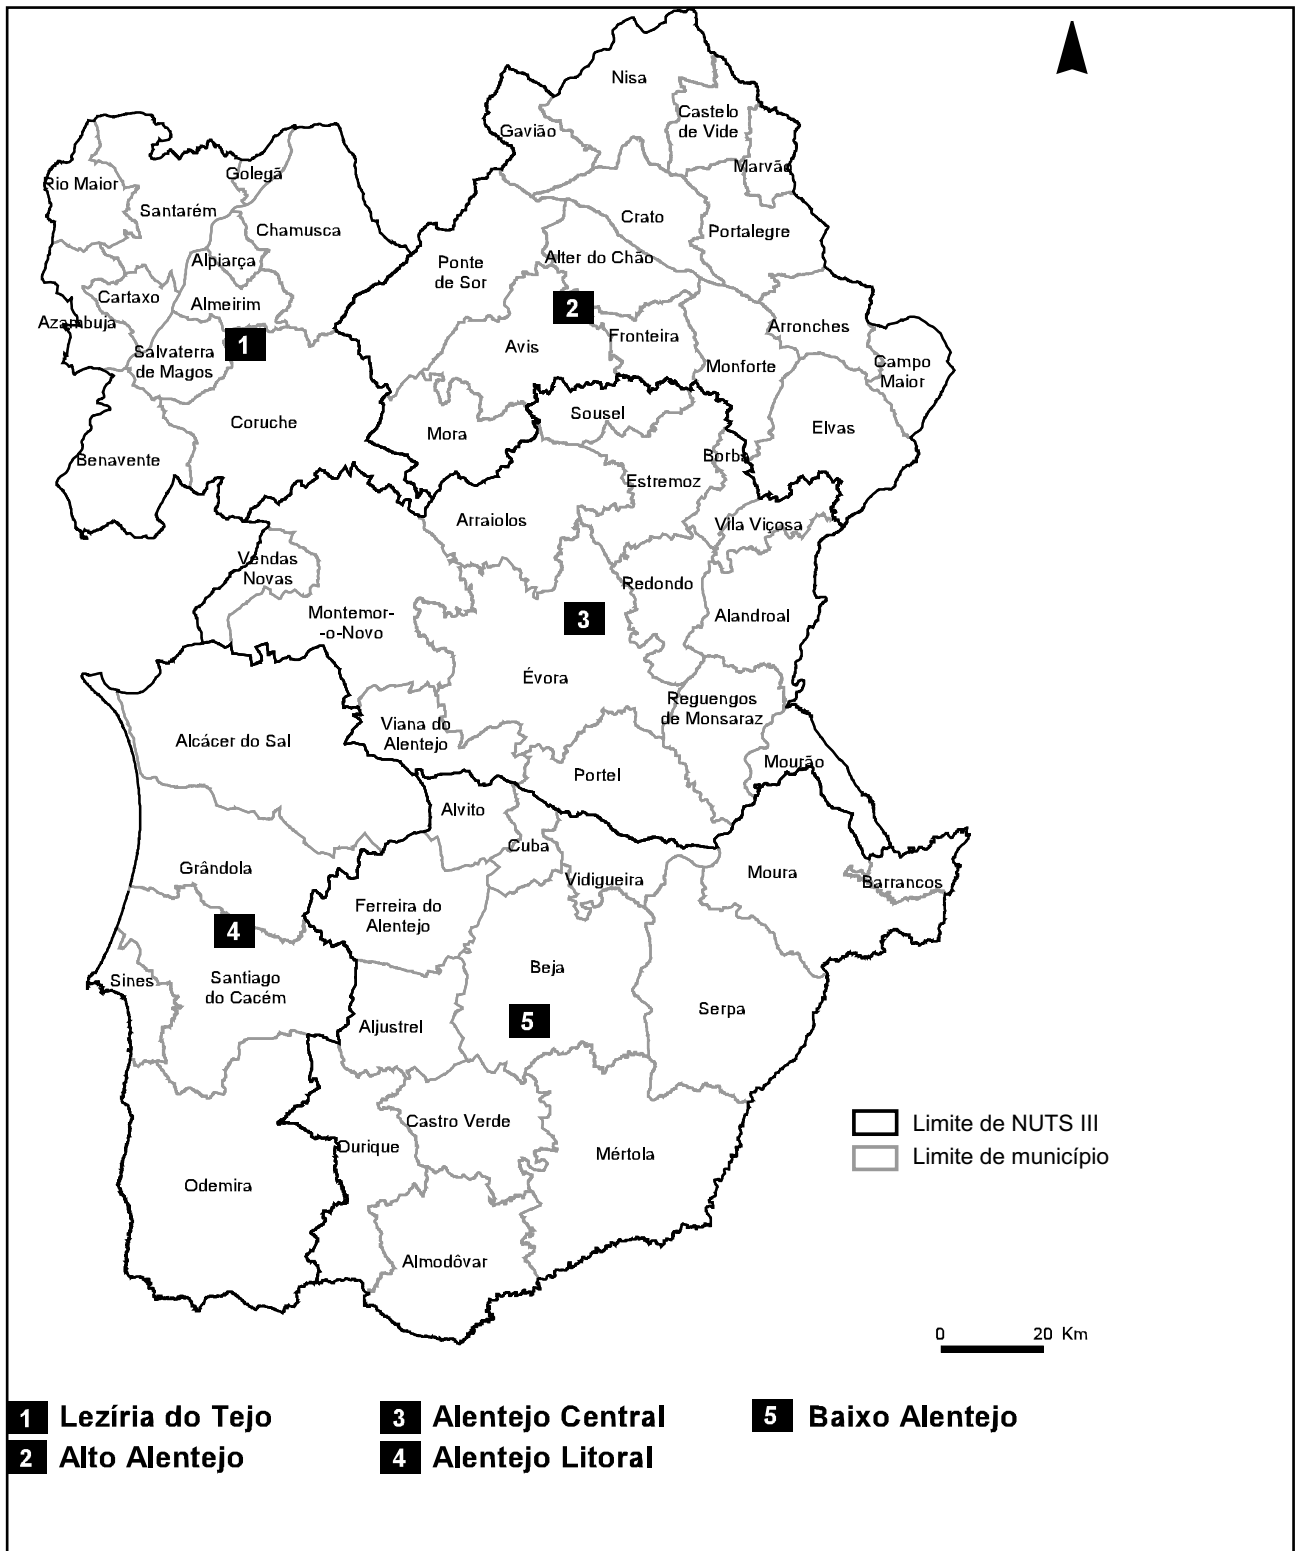 Nisa
Castelo
de Vide
Gavião
Marvão
Golegã
Rio Maior
Santarém
Chamusca
Crato
Portalegre
Alpiarça
Ponte
de Sor
Alter do Chão
Cartaxo
Almeirim
2
Azambuja
Arronches
Fronteira
1
Avis
Salvaterra
de Magos
Monforte
Campo
Maior
Sousel
Coruche
Mora
Elvas
Benavente
Borba
Estremoz
Arraiolos
Vila Viçosa
Vendas
Novas
Redondo
Montemor-
-o-Novo
3
Alandroal
Évora
Reguengos
de Monsaraz
Viana do
Alentejo
Alcácer do Sal
Mourão
Portel
Alvito
Cuba
Grândola
Vidigueira
Moura
Barrancos
Ferreira do
Alentejo
4
Beja
Sines
Santiago
do Cacém
Serpa
5
Aljustrel
Castro Verde
Limite de NUTS III
Ourique
Mértola
Limite de município
Odemira
Almodôvar
0 20 Km
1 Lezíria do Tejo
2 Alto Alentejo
3 Alentejo Central
4 Alentejo Litoral
5 Baixo Alentejo